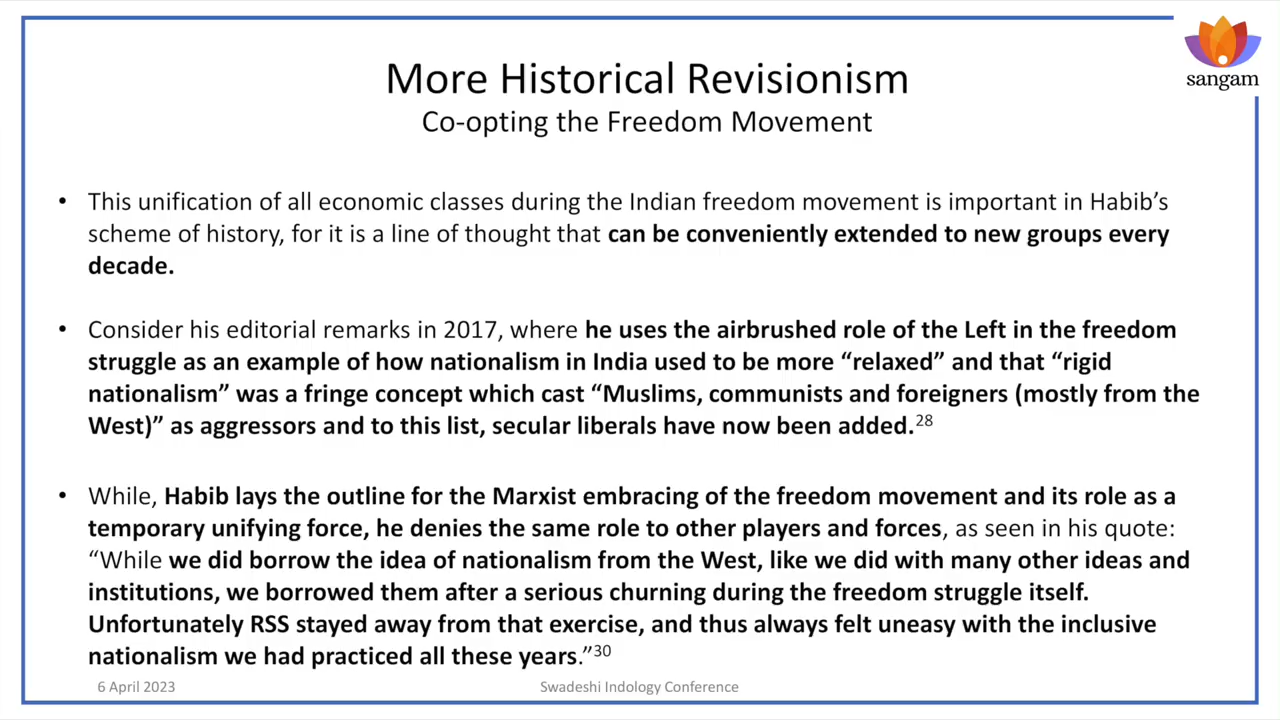 sangam
More Historical Revisionism
Co-opting the Freedom Movement
• This unification of all economic classes during the Indian freedom movement is important in Habib’s
scheme of history, for it is a line of thought that can be conveniently extended to new groups every
decade.
• Consider his editorial remarks in 2017, where he uses the airbrushed role of the Left in the freedom
struggle as an example of how nationalism in India used to be more “relaxed” and that “rigid
nationalism” was a fringe concept which cast “Muslims, communists and foreigners (mostly from the
West)” as aggressors and to this list, secular liberals have now been added.28
• While, Habib lays the outline for the Marxist embracing of the freedom movement and its role as a
temporary unifying force, he denies the same role to other players and forces, as seen in his quote:
“While we did borrow the idea of nationalism from the West, like we did with many other ideas and
institutions, we borrowed them after a serious churning during the freedom struggle itself.
Unfortunately RSS stayed away from that exercise, and thus always felt uneasy with the inclusive
nationalism we had practiced all these years.”30
6 April 2023
Swadeshi Indology Conference